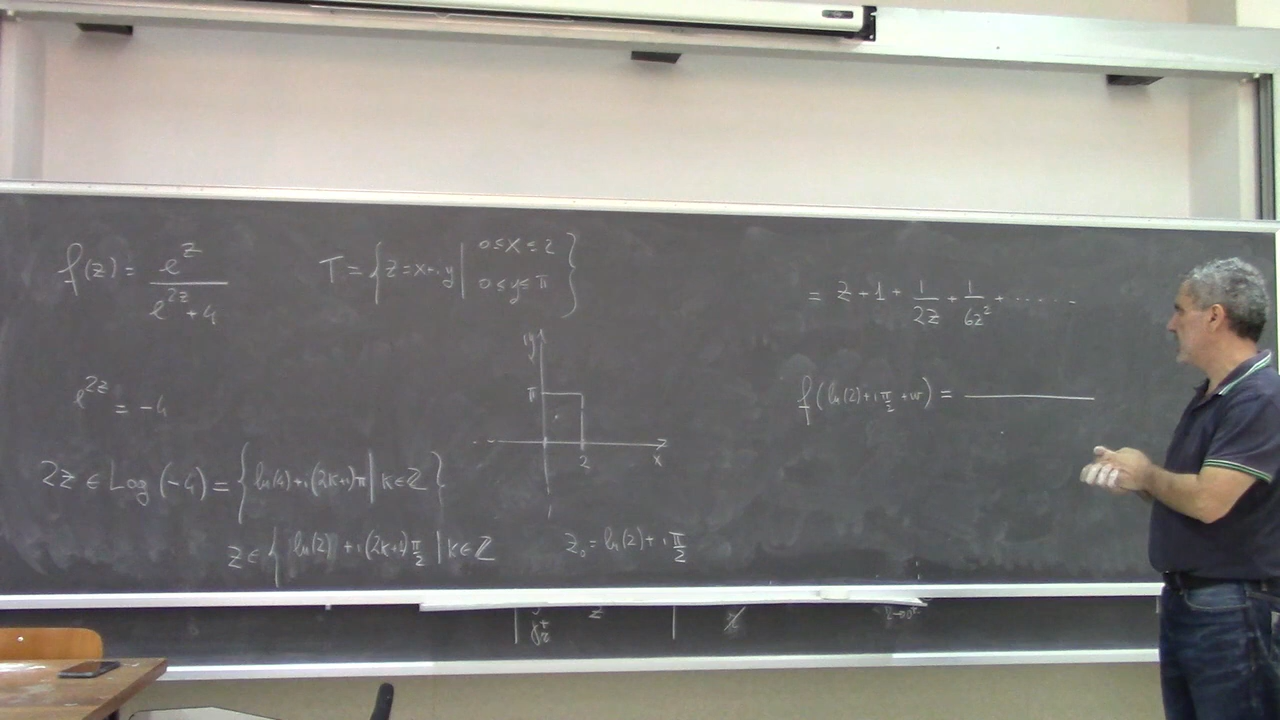 f(z) = e^z / (e^{2z} + 4)
T = { z = x+iy | 0 ≤ x ≤ 2
0 ≤ y ≤ π }
e^{2z} = -4
2z ∈ Log(-4) = { ln(4) + i(2k+1)π | k ∈ ℤ }
z ∈ { ln(2) + i(2k+1) π/2 | k ∈ ℤ
z₀ = ln(2) + i π/2
iy
π
2
x
= z + 1 + 1/2z + 1/6z² + ......
f(ln(2) + i π/2 + w) =
z